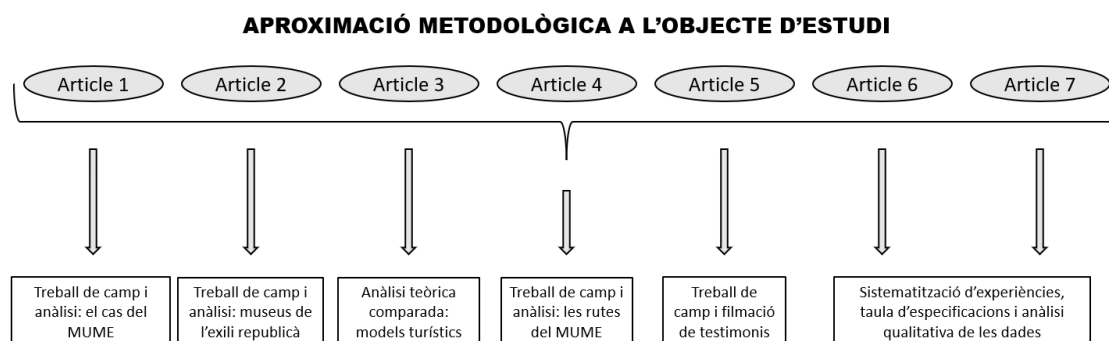 APROXIMACIÓ METODOLÒGICA A L'OBJECTE D'ESTUDI
Article 1
Article 2
Article 3
Article 4
Article 5
Article 6
Article 7
Treball de camp i
anàlisi: el cas del
MUME
Treball de camp i
anàlisi: museus de
l'exili republicà
Anàlisi teòrica
comparada:
models turístics
Treball de camp i
anàlisi: les rutes
del MUME
Treball de
camp i filmació de
testimonis
Sistematització d'experiències,
taula d'especificacions i anàlisi
qualitativa de les dades